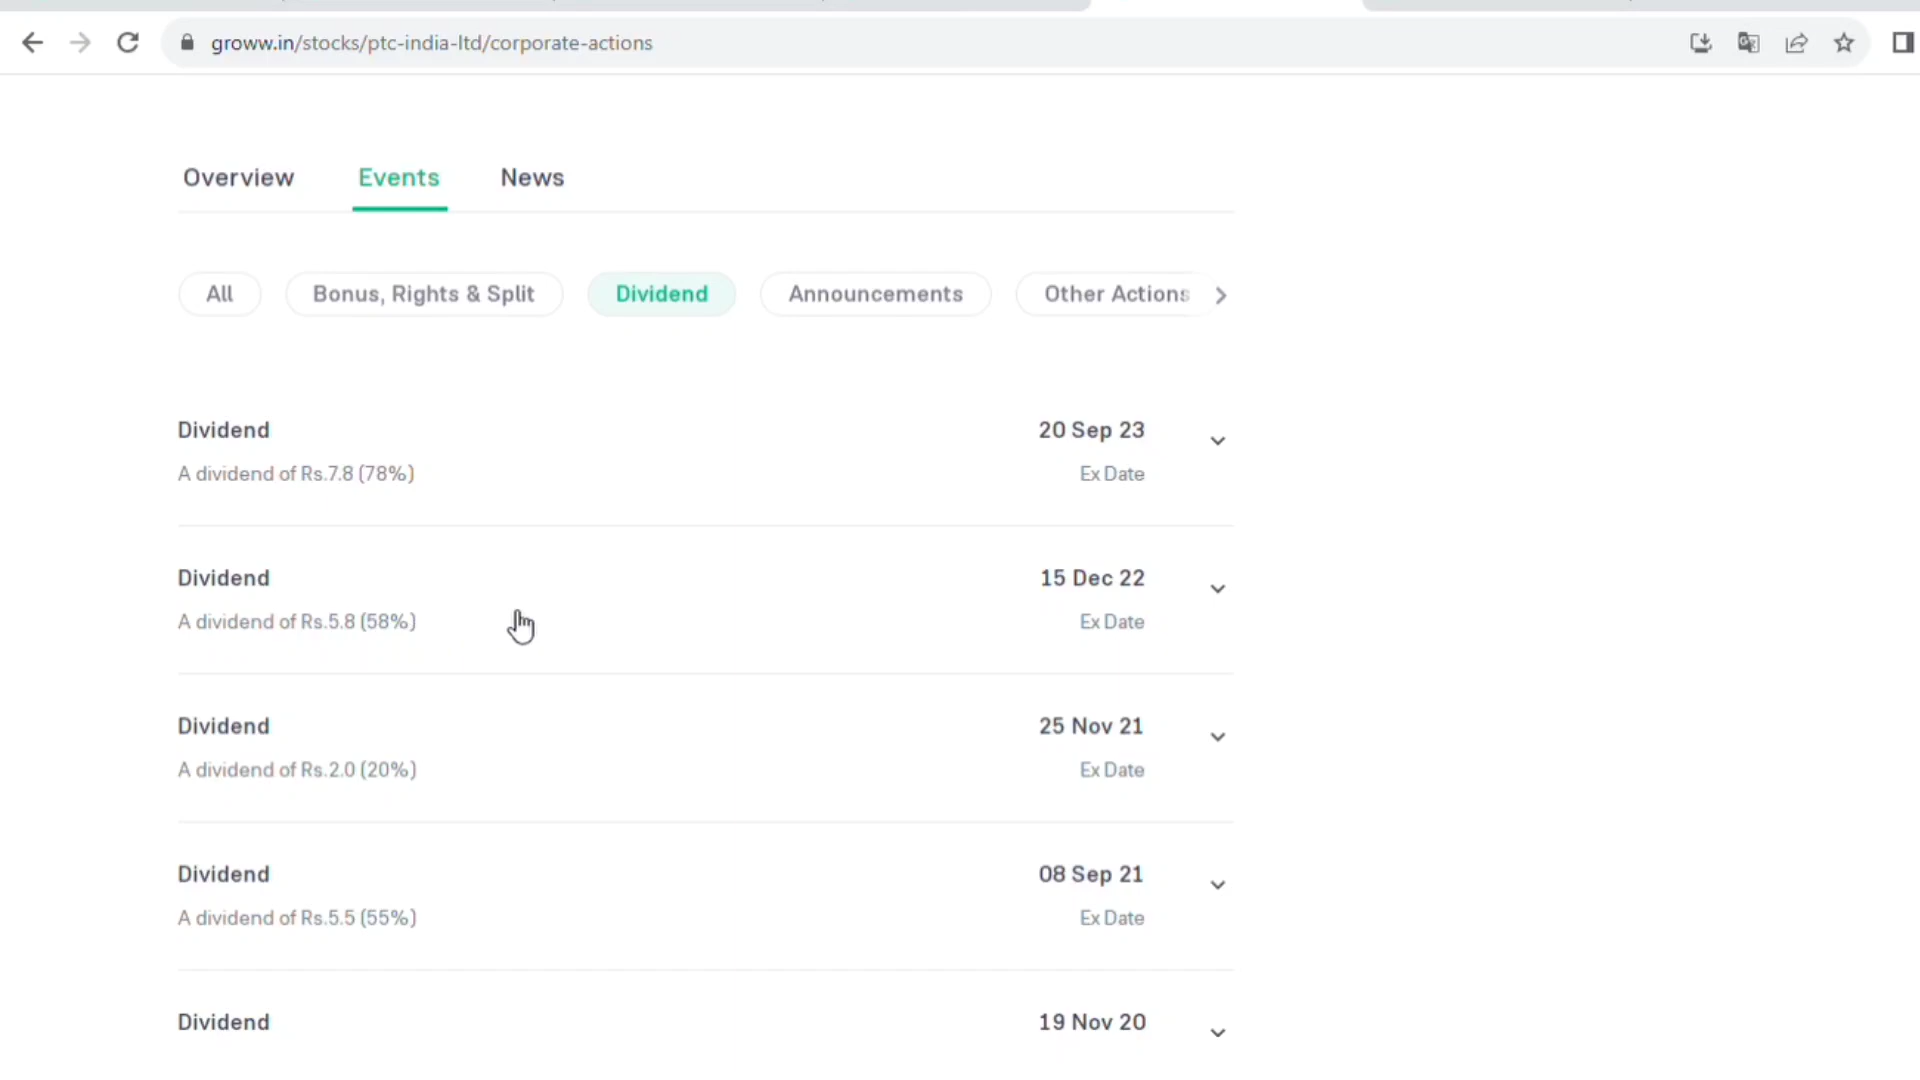 groww.in/stocks/ptc-india-ltd/corporate-actions
Overview Events News
All Bonus, Rights & Split Dividend Announcements Other Actions
Dividend 20 Sep 23
A dividend of Rs.7.8 (78%) Ex Date
Dividend 15 Dec 22
A dividend of Rs.5.8 (58%) Ex Date
Dividend 25 Nov 21
A dividend of Rs.2.0 (20%) Ex Date
Dividend 08 Sep 21
A dividend of Rs.5.5 (55%) Ex Date
Dividend 19 Nov 20